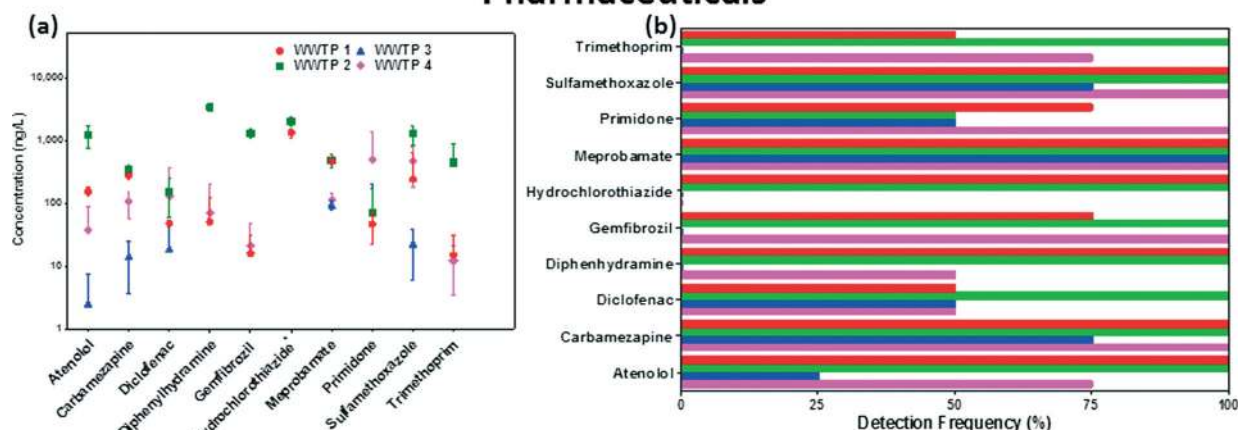 Pharmaceuticals
(a)
WWTP 1
WWTP 3
WWTP 2
WWTP 4
Concentration (ng/L)
10,000
1,000
100
10
1
Atenolol
Carbamezapine
Diclofenac
Diphenylhydramine
Gemfibrozil
Hydrochlorothiazide
Meprobamate
Primidone
Sulfamethoxazole
Trimethoprim
(b)
Trimethoprim
Sulfamethoxazole
Primidone
Meprobamate
Hydrochlorothiazide
Gemfibrozil
Diphenhydramine
Diclofenac
Carbamezapine
Atenolol
0 25 50 75 100
Detection Frequency (%)